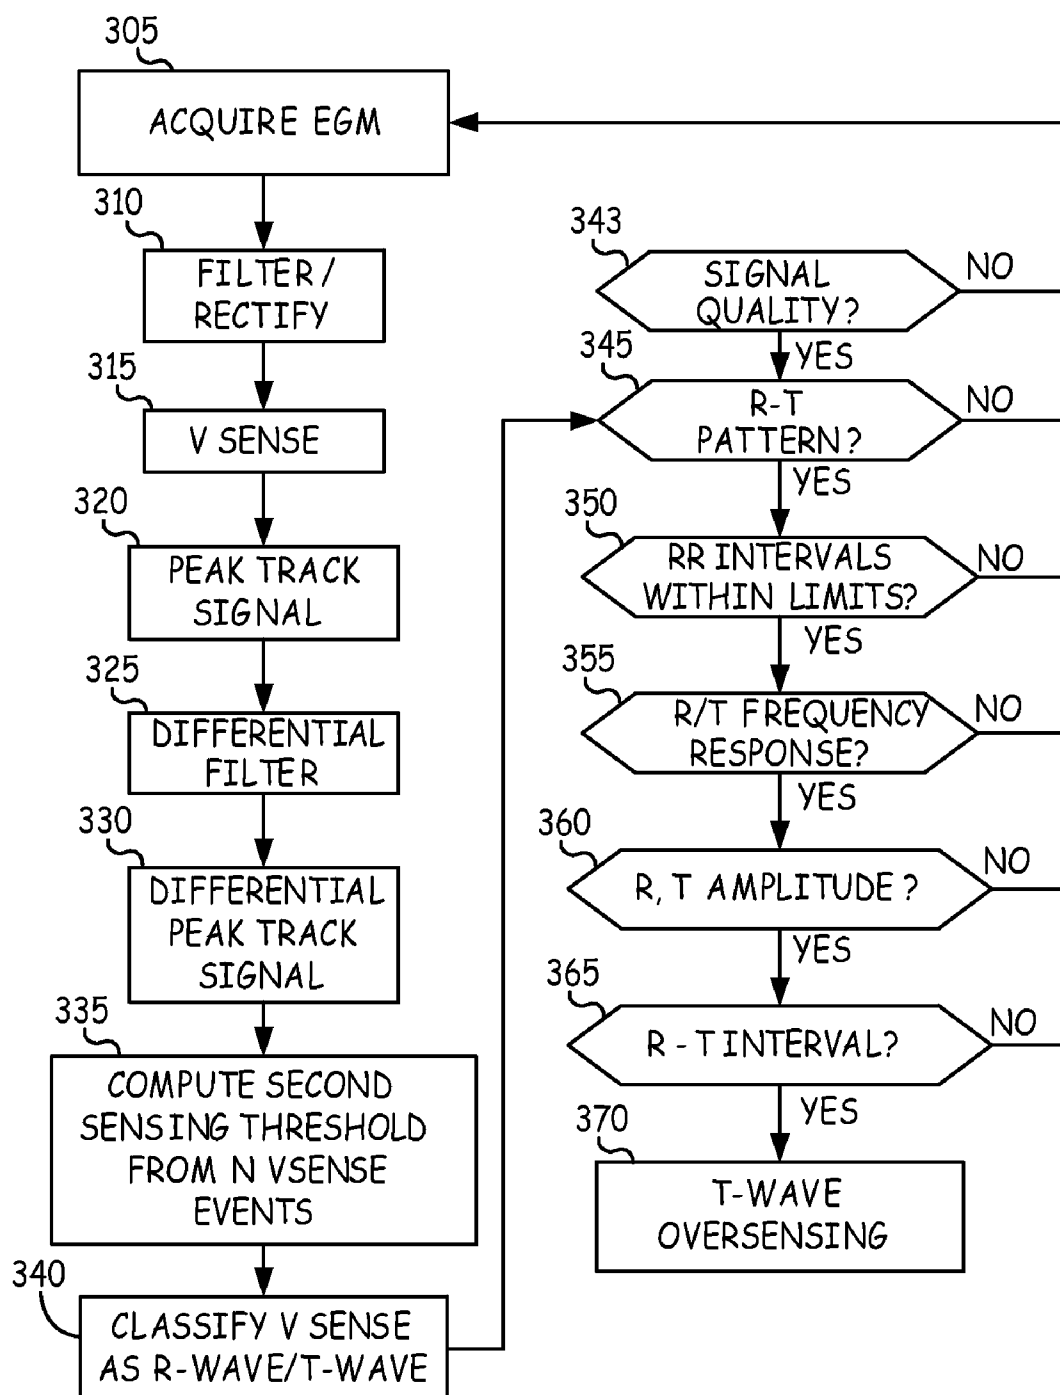 305
ACQUIRE EGM
310
FILTER /
RECTIFY
315
V SENSE
320
PEAK TRACK
SIGNAL
325
DIFFERENTIAL
FILTER
330
DIFFERENTIAL
PEAK TRACK
SIGNAL
335
COMPUTE SECOND
SENSING THRESHOLD
FROM N VSENSE
EVENTS
340
CLASSIFY V SENSE
AS R-WAVE/T-WAVE
343
SIGNAL
QUALITY?
NO
YES
345
R-T
PATTERN?
NO
YES
350
RR INTERVALS
WITHIN LIMITS?
NO
YES
355
R/T FREQUENCY
RESPONSE?
NO
YES
360
R, T AMPLITUDE?
NO
YES
365
R - T INTERVAL?
NO
YES
370
T-WAVE
OVERSENSING